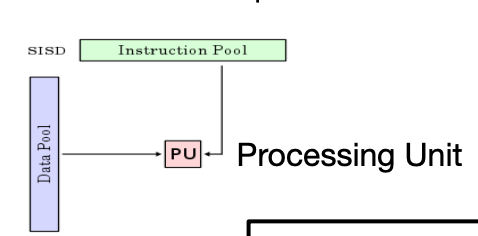 SISD
Instruction Pool
Data Pool
PU
Processing Unit